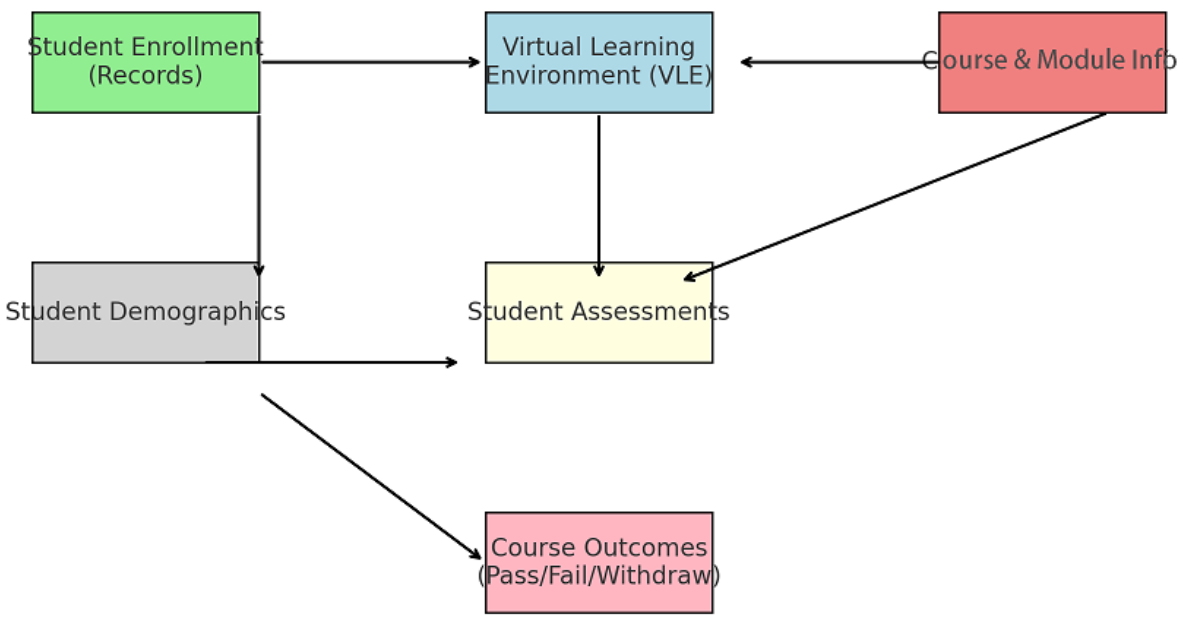 Student Enrollment
(Records)
Virtual Learning
Environment (VLE)
Course & Module Info
Student Demographics
Student Assessments
Course Outcomes
(Pass/Fail/Withdraw)